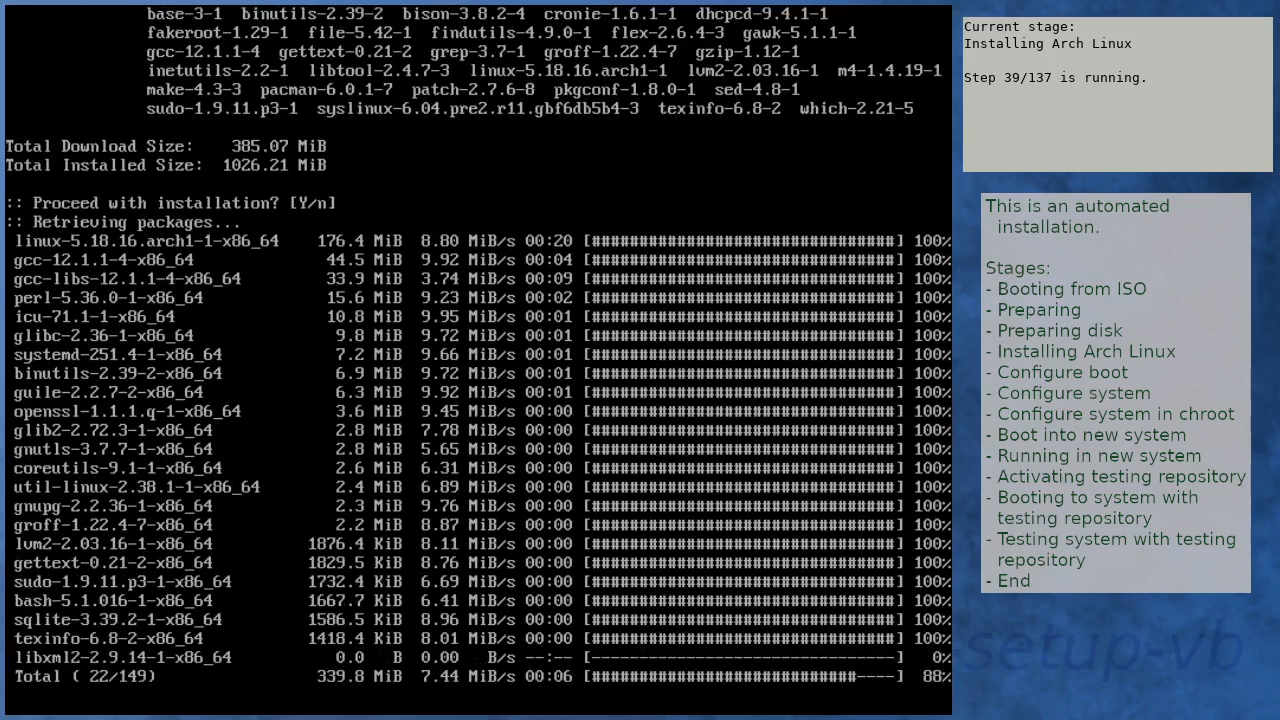 base-3-1  binutils-2.39-2  bison-3.8.2-4  cronie-1.6.1-1  dhcpcd-9.4.1-1
fakeroot-1.29-1  file-5.42-1  findutils-4.9.0-1  flex-2.6.4-3  gawk-5.1.1-1
gcc-12.1.1-4  gettext-0.21-2  grep-3.7-1  groff-1.22.4-7  gzip-1.12-1
inetutils-2.2-1  libtool-2.4.7-3  linux-5.18.16.arch1-1  lvm2-2.03.16-1  m4-1.4.19-1
make-4.3-3  pacman-6.0.1-7  patch-2.7.6-8  pkgconf-1.8.0-1  sed-4.8-1
sudo-1.9.11.p3-1  syslinux-6.04.pre2.r11.gbf6db5b4-3  texinfo-6.8-2  which-2.21-5
Total Download Size:    385.07 MiB
Total Installed Size:  1026.21 MiB
:: Proceed with installation? [Y/n]
:: Retrieving packages...
linux-5.18.16.arch1-1-x86_64    176.4 MiB  8.80 MiB/s 00:20 [################################] 100%
gcc-12.1.1-4-x86_64    44.5 MiB  9.92 MiB/s 00:04 [################################] 100%
gcc-libs-12.1.1-4-x86_64    33.9 MiB  3.74 MiB/s 00:09 [################################] 100%
perl-5.36.0-1-x86_64    15.6 MiB  9.23 MiB/s 00:02 [################################] 100%
icu-71.1-1-x86_64    10.8 MiB  9.95 MiB/s 00:01 [################################] 100%
glibc-2.36-1-x86_64    9.8 MiB  9.72 MiB/s 00:01 [################################] 100%
systemd-251.4-1-x86_64    7.2 MiB  9.66 MiB/s 00:01 [################################] 100%
binutils-2.39-2-x86_64    6.9 MiB  9.72 MiB/s 00:01 [################################] 100%
guile-2.2.7-2-x86_64    6.3 MiB  9.92 MiB/s 00:01 [################################] 100%
openssl-1.1.1.q-1-x86_64    3.6 MiB  9.45 MiB/s 00:00 [################################] 100%
glib2-2.72.3-1-x86_64    2.8 MiB  7.78 MiB/s 00:00 [################################] 100%
gnutls-3.7.7-1-x86_64    2.8 MiB  5.65 MiB/s 00:00 [################################] 100%
coreutils-9.1-1-x86_64    2.6 MiB  6.31 MiB/s 00:00 [################################] 100%
util-linux-2.38.1-1-x86_64    2.4 MiB  6.89 MiB/s 00:00 [################################] 100%
gnupg-2.2.36-1-x86_64    2.3 MiB  9.76 MiB/s 00:00 [################################] 100%
groff-1.22.4-7-x86_64    2.2 MiB  8.87 MiB/s 00:00 [################################] 100%
lvm2-2.03.16-1-x86_64    1876.4 KiB  8.11 MiB/s 00:00 [################################] 100%
gettext-0.21-2-x86_64    1829.5 KiB  8.76 MiB/s 00:00 [################################] 100%
sudo-1.9.11.p3-1-x86_64    1732.4 KiB  6.69 MiB/s 00:00 [################################] 100%
bash-5.1.016-1-x86_64    1667.7 KiB  6.41 MiB/s 00:00 [################################] 100%
sqlite-3.39.2-1-x86_64    1586.5 KiB  8.96 MiB/s 00:00 [################################] 100%
texinfo-6.8-2-x86_64    1418.4 KiB  8.01 MiB/s 00:00 [################################] 100%
libxml2-2.9.14-1-x86_64    0.0   B  0.00   B/s --:-- [--------------------------------]   0%
Total ( 22/149)    339.8 MiB  7.44 MiB/s 00:06 [############################----]  88%
Current stage:
Installing Arch Linux
Step 39/137 is running.
This is an automated
installation.
Stages:
- Booting from ISO
- Preparing
- Preparing disk
- Installing Arch Linux
- Configure boot
- Configure system
- Configure system in chroot
- Boot into new system
- Running in new system
- Activating testing repository
- Booting to system with
testing repository
- Testing system with testing
repository
- End
setup-vb